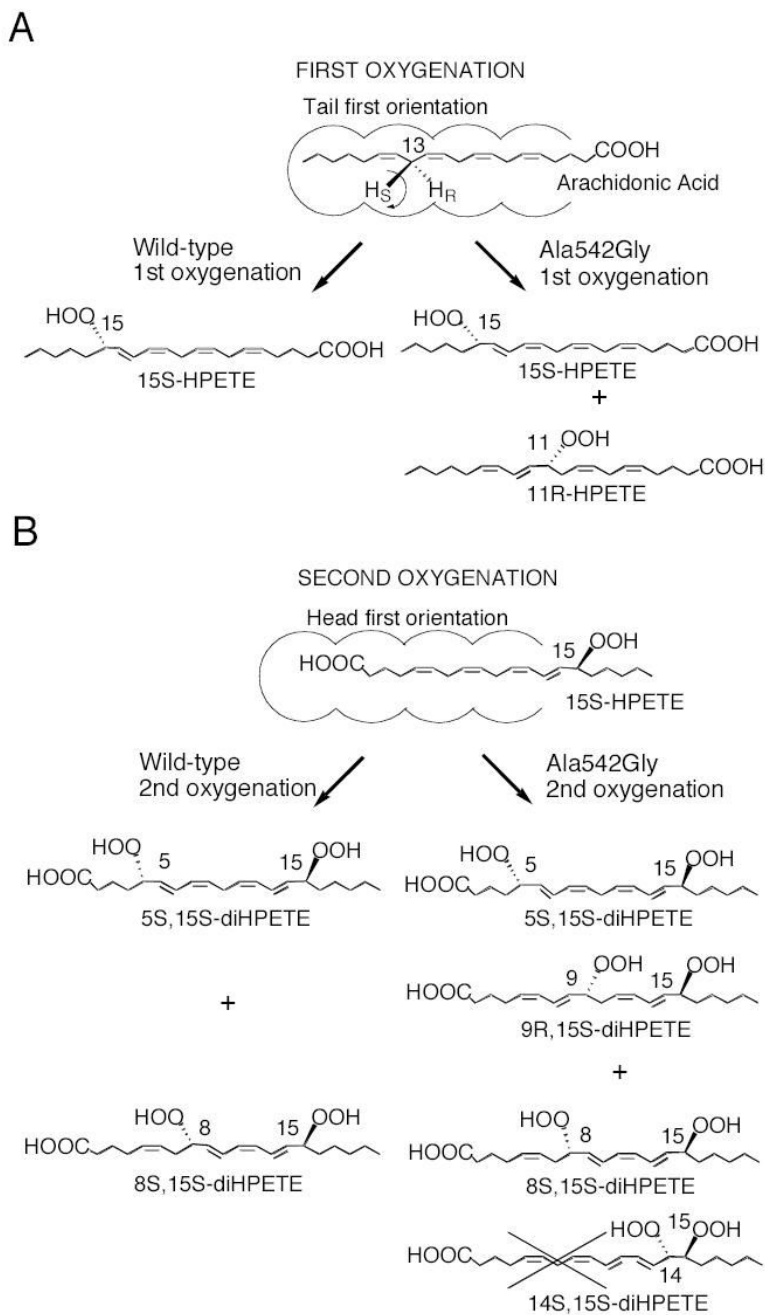 A
FIRST OXYGENATION
Tail first orientation
13
COOH
HS HR
Arachidonic Acid
Wild-type
1st oxygenation
Ala542Gly
1st oxygenation
HOO 15
COOH
15S-HPETE
HOO 15
COOH
15S-HPETE
+
11 OOH
COOH
11R-HPETE
B
SECOND OXYGENATION
Head first orientation
15 OOH
HOOC
15S-HPETE
Wild-type
2nd oxygenation
Ala542Gly
2nd oxygenation
HOO 5 15 OOH
HOOC
5S,15S-diHPETE
HOO 5 15 OOH
HOOC
5S,15S-diHPETE
9 OOH 15 OOH
HOOC
9R,15S-diHPETE
+
+
HOO 8 15 OOH
HOOC
8S,15S-diHPETE
HOO 8 15 OOH
HOOC
8S,15S-diHPETE
HOO 15 OOH
HOOC
14
14S,15S-diHPETE